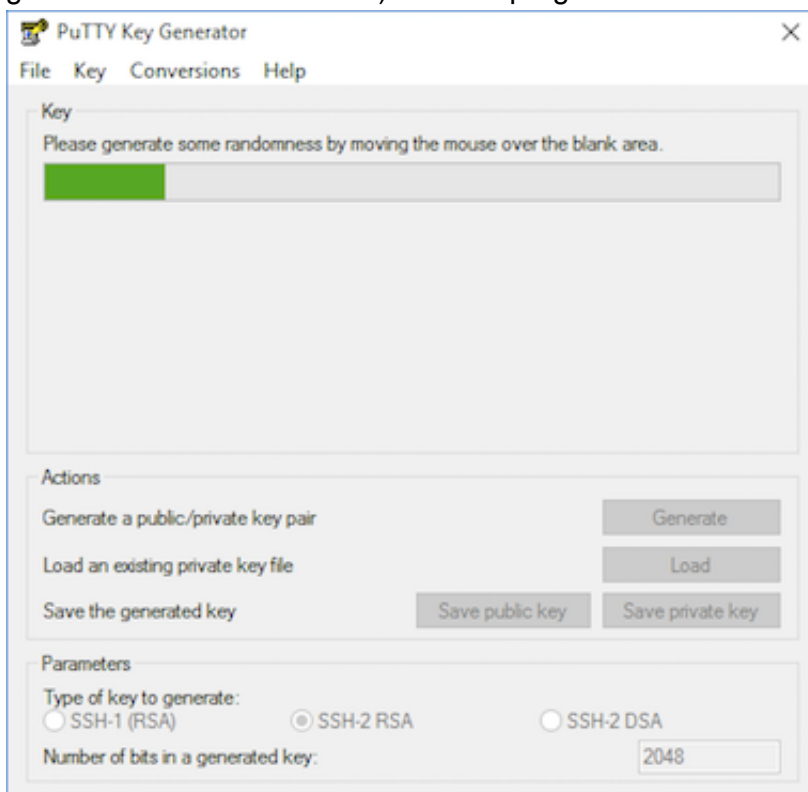 PuTTY Key Generator
File Key Conversions Help
Key
Please generate some randomness by moving the mouse over the blank area.
Actions
Generate a public/private key pair
Generate
Load an existing private key file
Load
Save the generated key
Save public key
Save private key
Parameters
Type of key to generate:
SSH-1 (RSA)
SSH-2 RSA
SSH-2 DSA
Number of bits in a generated key:
2048